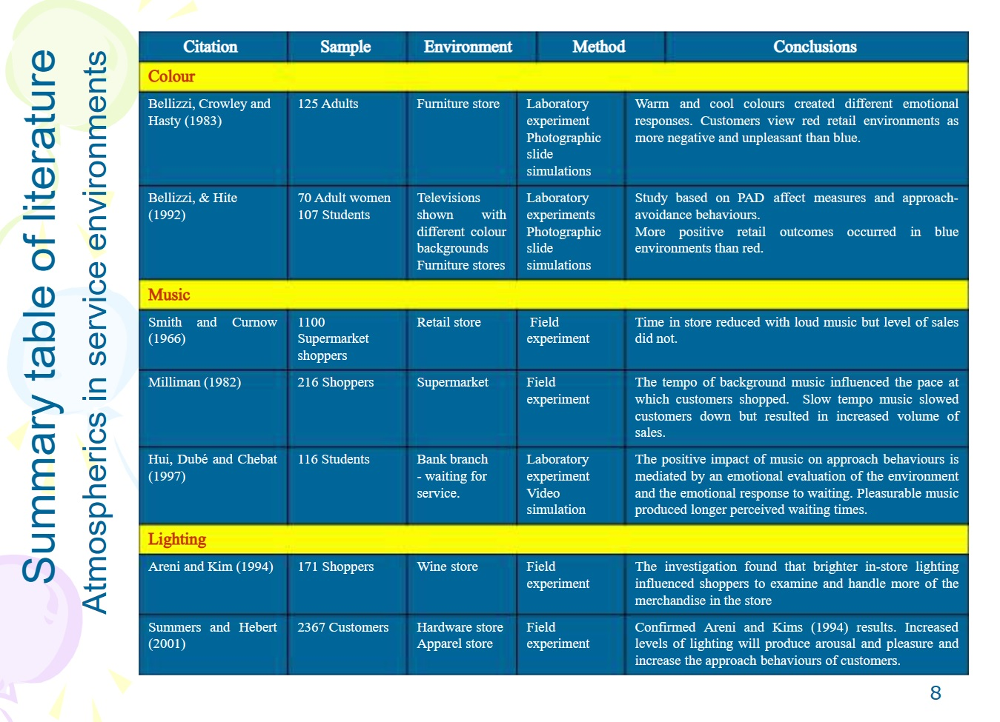 Summary table of literature
Atmospherics in service environments
Citation Sample Environment Method Conclusions
Colour
Bellizzi, Crowley and
Hasty (1983)
125 Adults
Furniture store
Laboratory
experiment
Photographic
slide
simulations
Warm and cool colours created different emotional
responses. Customers view red retail environments as
more negative and unpleasant than blue.
Bellizzi, & Hite
(1992)
70 Adult women
107 Students
Televisions
shown with
different colour
backgrounds
Furniture stores
Laboratory
experiments
Photographic
slide
simulations
Study based on PAD affect measures and approach-
avoidance behaviours.
More positive retail outcomes occurred in blue
environments than red.
Music
Smith and Curnow
(1966)
1100
Supermarket
shoppers
Retail store
Field
experiment
Time in store reduced with loud music but level of sales
did not.
Milliman (1982)
216 Shoppers
Supermarket
Field
experiment
The tempo of background music influenced the pace at
which customers shopped. Slow tempo music slowed
customers down but resulted in increased volume of
sales.
Hui, Dubé and Chebat
(1997)
116 Students
Bank branch
- waiting for
service.
Laboratory
experiment
Video
simulation
The positive impact of music on approach behaviours is
mediated by an emotional evaluation of the environment
and the emotional response to waiting. Pleasurable music
produced longer perceived waiting times.
Lighting
Areni and Kim (1994)
171 Shoppers
Wine store
Field
experiment
The investigation found that brighter in-store lighting
influenced shoppers to examine and handle more of the
merchandise in the store
Summers and Hebert
(2001)
2367 Customers
Hardware store
Apparel store
Field
experiment
Confirmed Areni and Kims (1994) results. Increased
levels of lighting will produce arousal and pleasure and
increase the approach behaviours of customers.
8